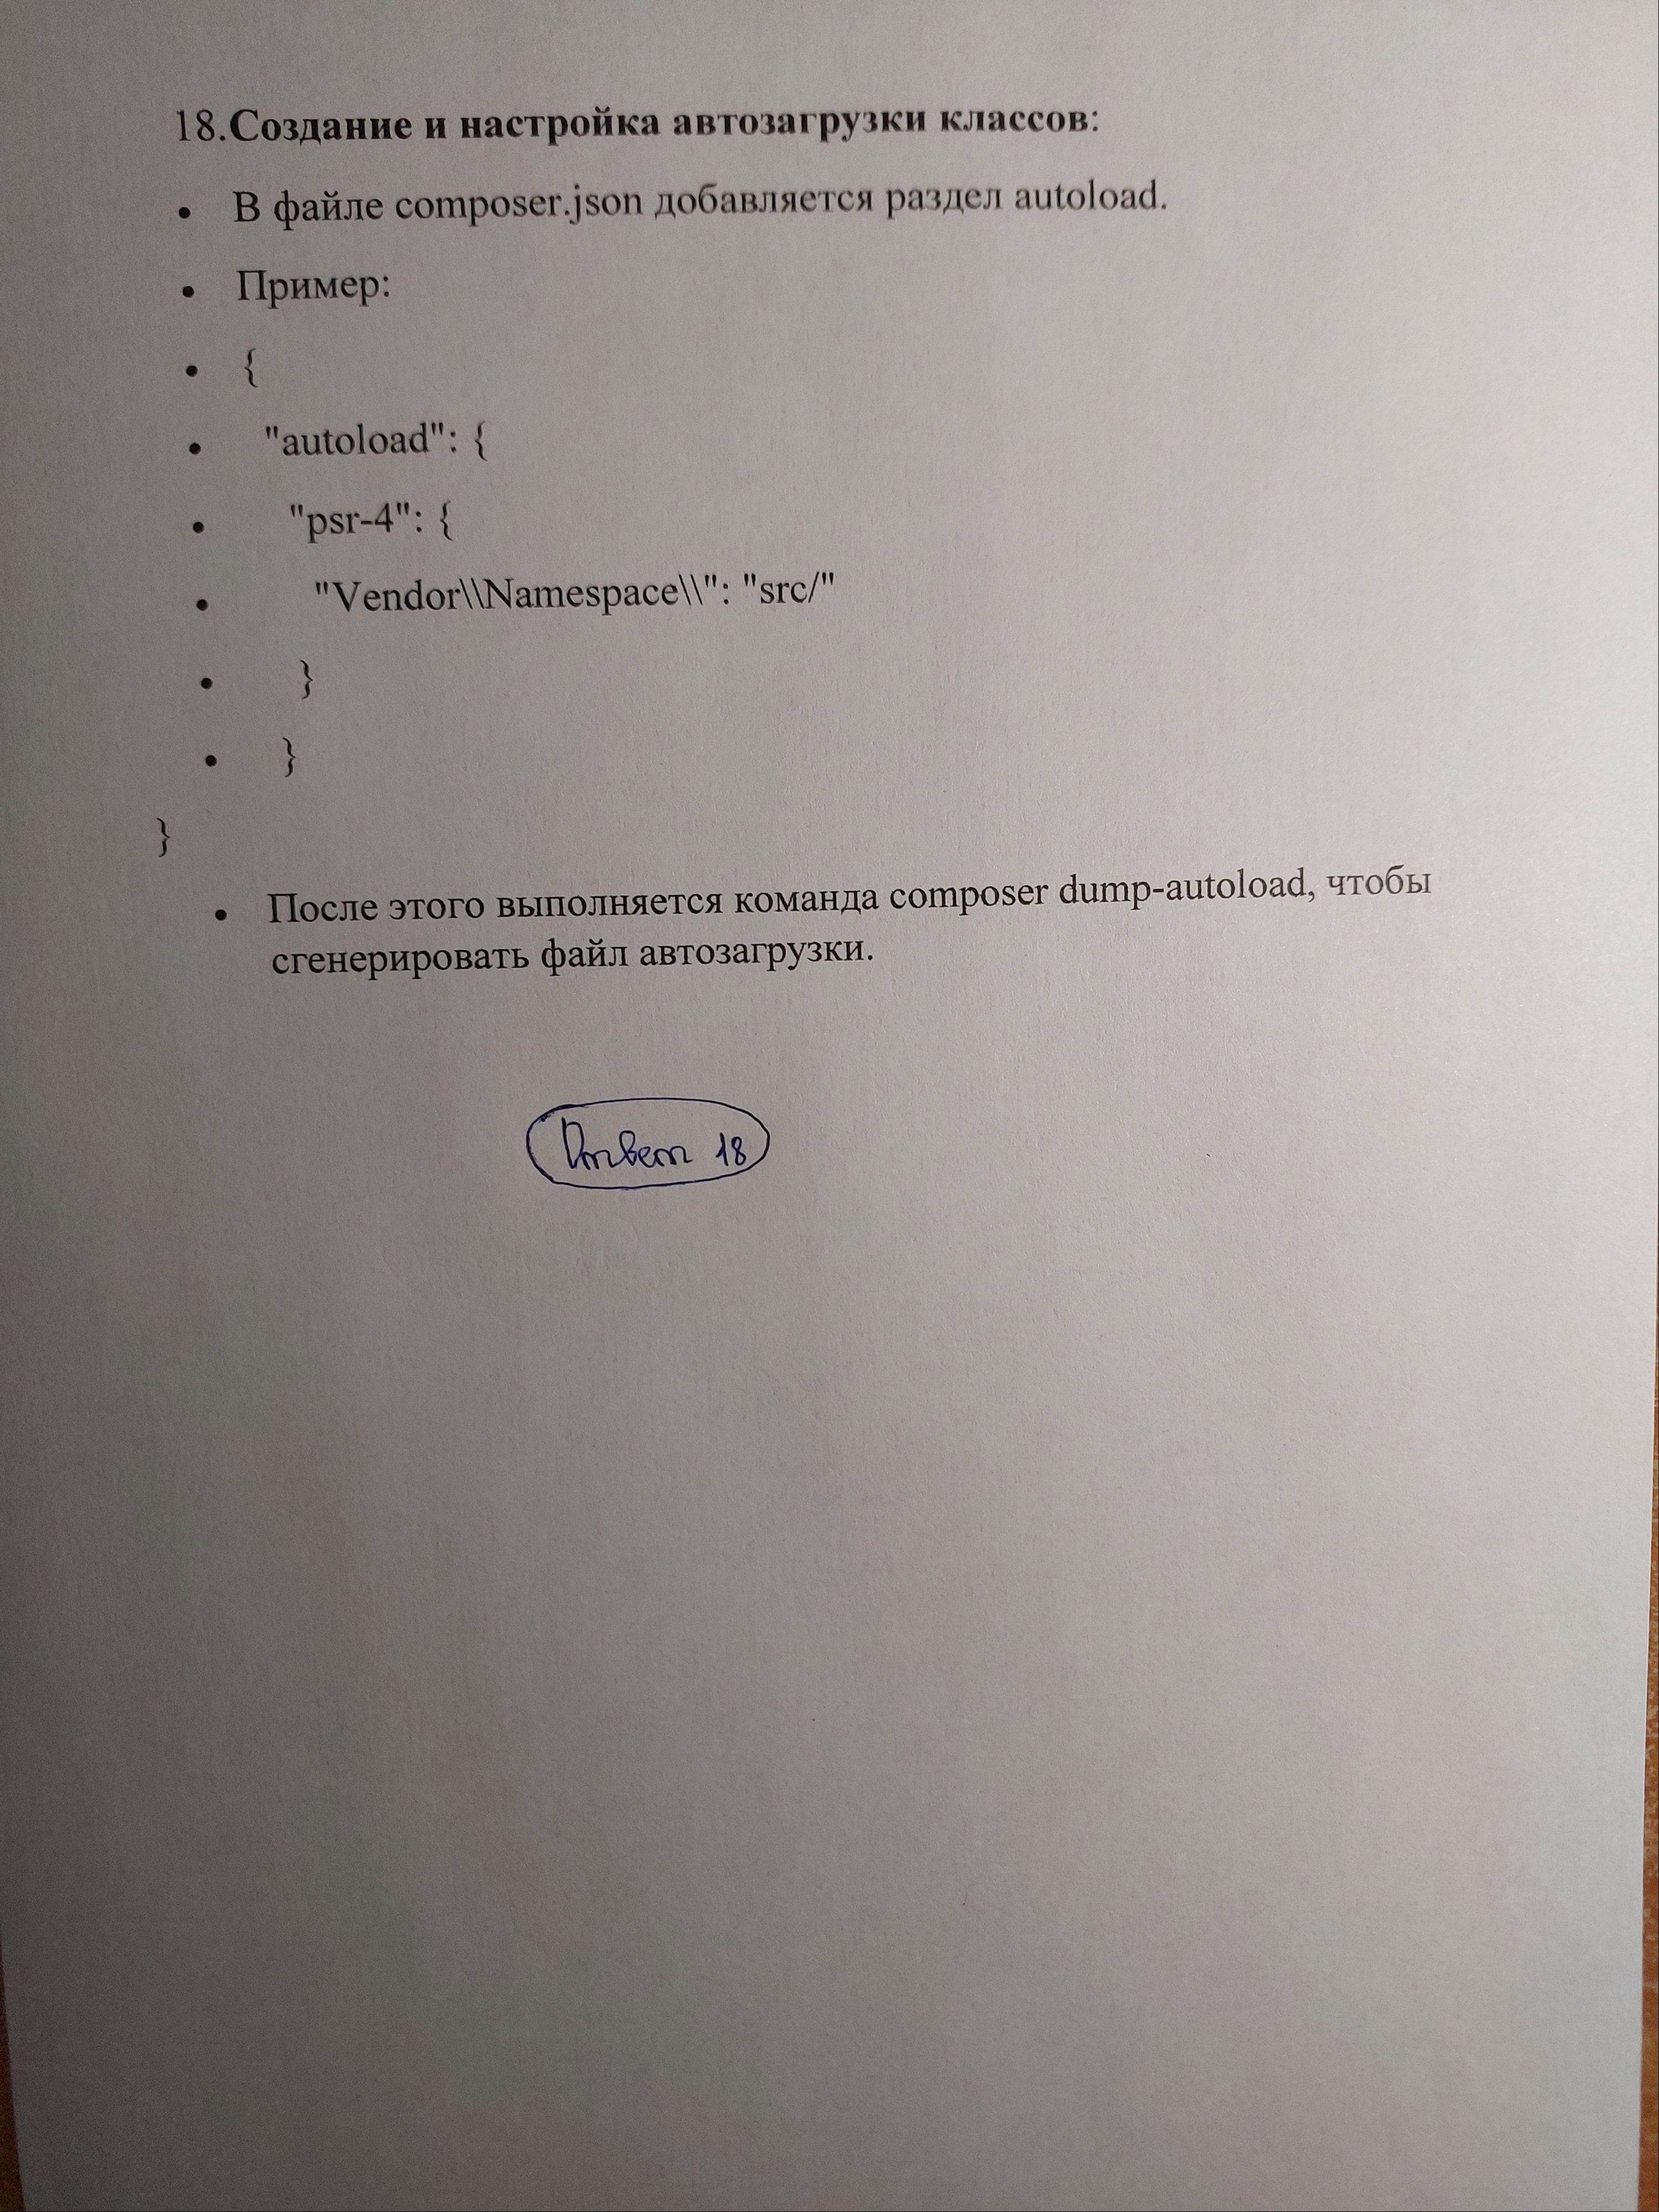 18.Создание и настройка автозагрузки классов:
• В файле composer.json добавляется раздел autoload.
• Пример:
• {
• "autoload": {
• "psr-4": {
• "Vendor\\Namespace\\": "src/"
• }
• }
}
• После этого выполняется команда composer dump-autoload, чтобы
сгенерировать файл автозагрузки.
Ответ 18